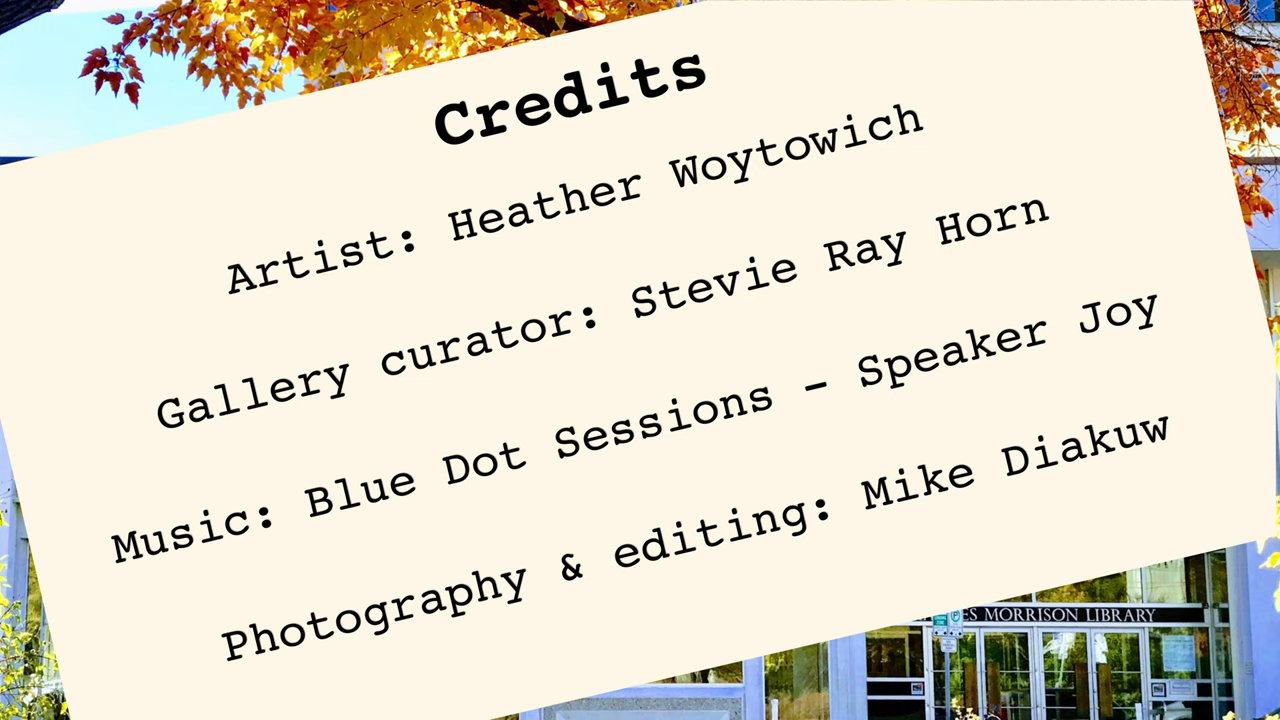 Credits
Artist: Heather Woytowich
Gallery curator: Stevie Ray Horn
Music: Blue Dot Sessions - Speaker Joy
Photography & editing: Mike Diakuw
MORRISON LIBRARY